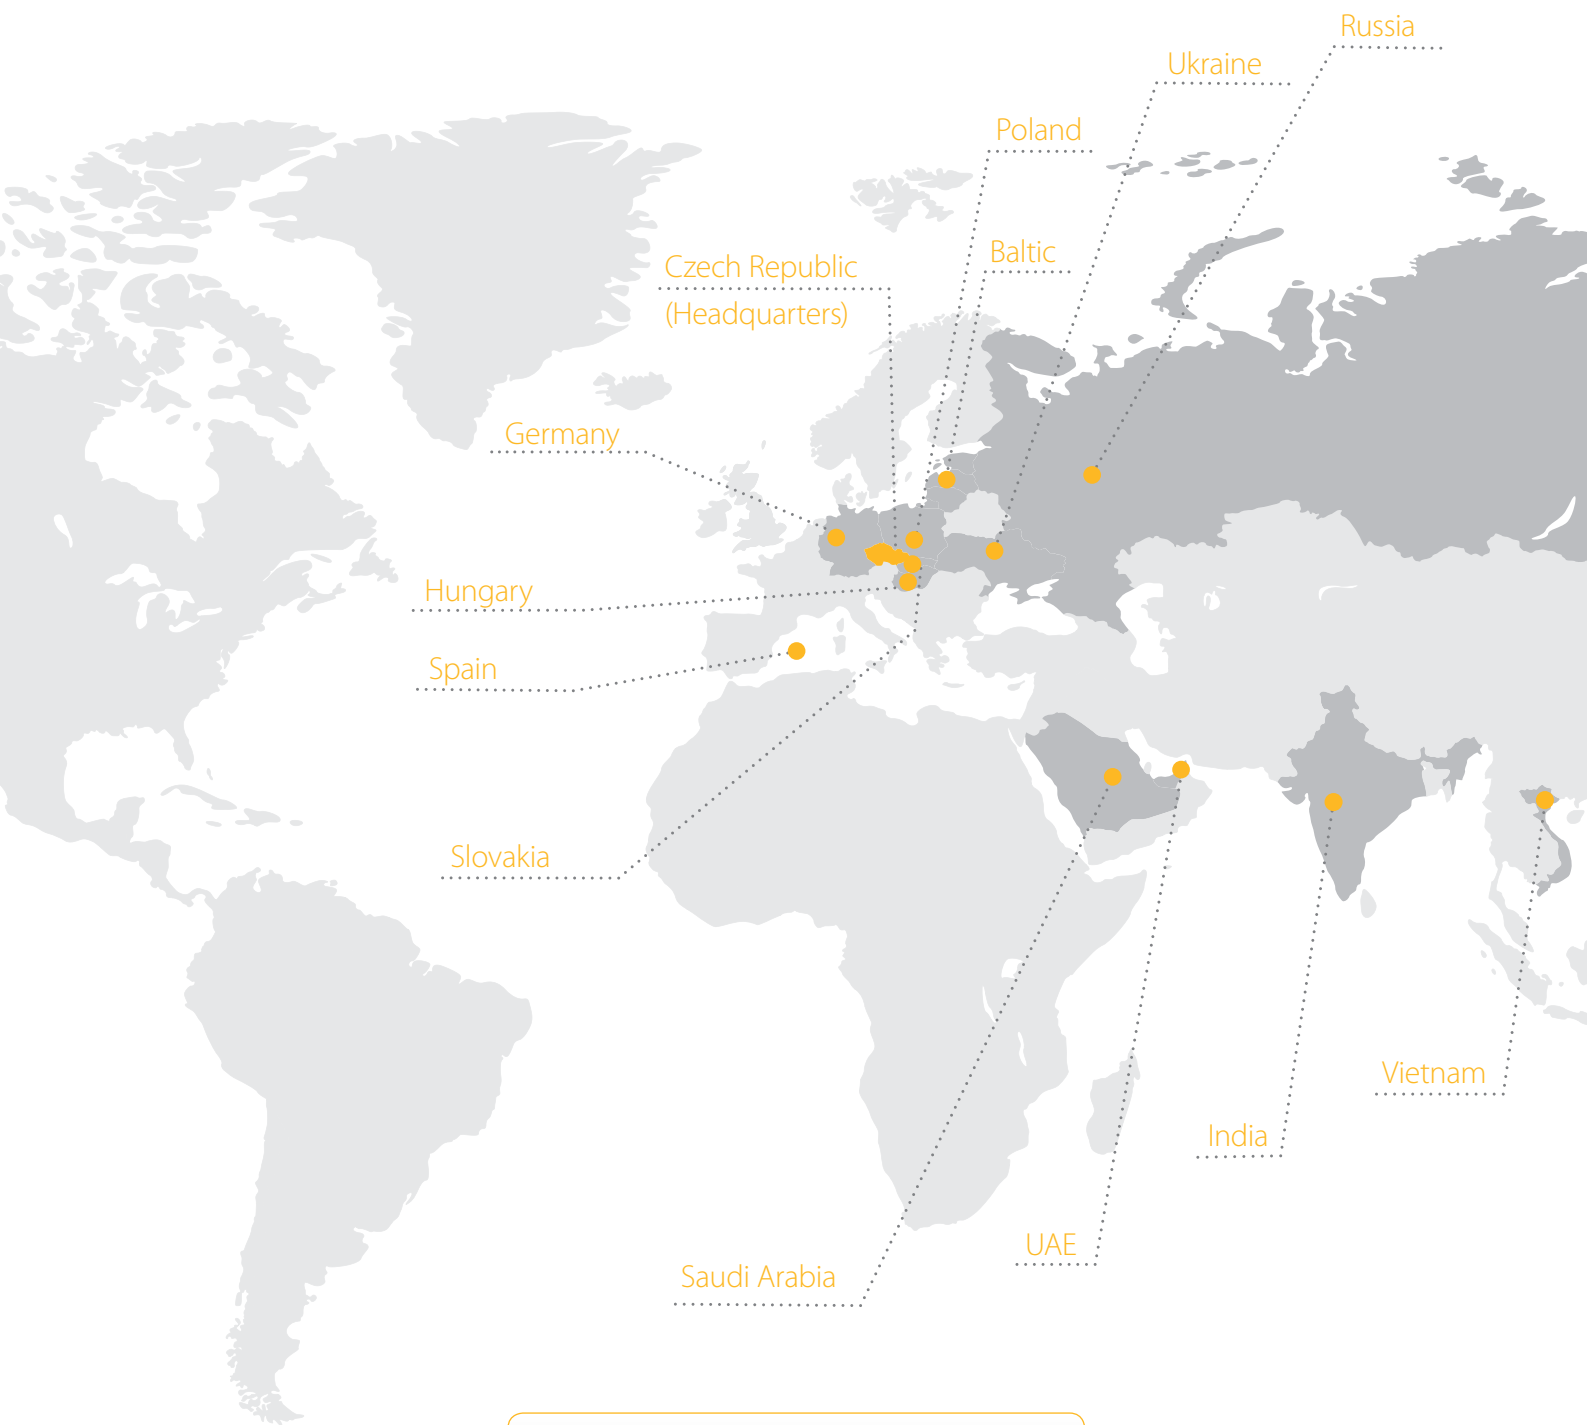 Russia
Ukraine
Poland
Baltic
Czech Republic
(Headquarters)
Germany
Hungary
Spain
Slovakia
Vietnam
India
UAE
Saudi Arabia